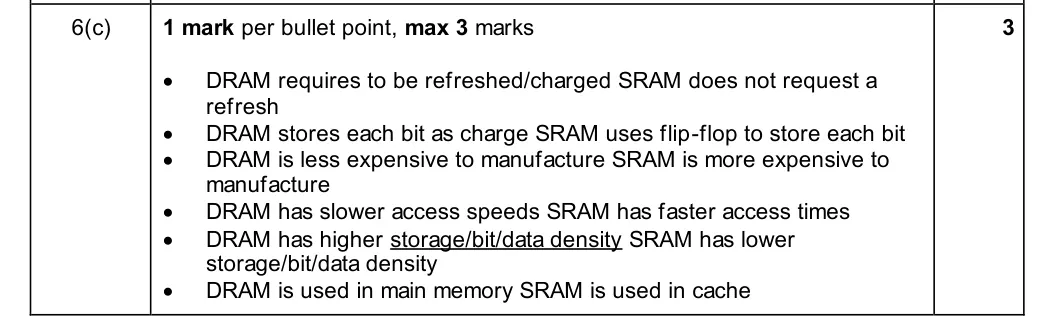 6(c) 1 mark per bullet point, max 3 marks 3
• DRAM requires to be refreshed/charged SRAM does not request a
refresh
• DRAM stores each bit as charge SRAM uses flip-flop to store each bit
• DRAM is less expensive to manufacture SRAM is more expensive to
manufacture
• DRAM has slower access speeds SRAM has faster access times
• DRAM has higher storage/bit/data density SRAM has lower
storage/bit/data density
• DRAM is used in main memory SRAM is used in cache